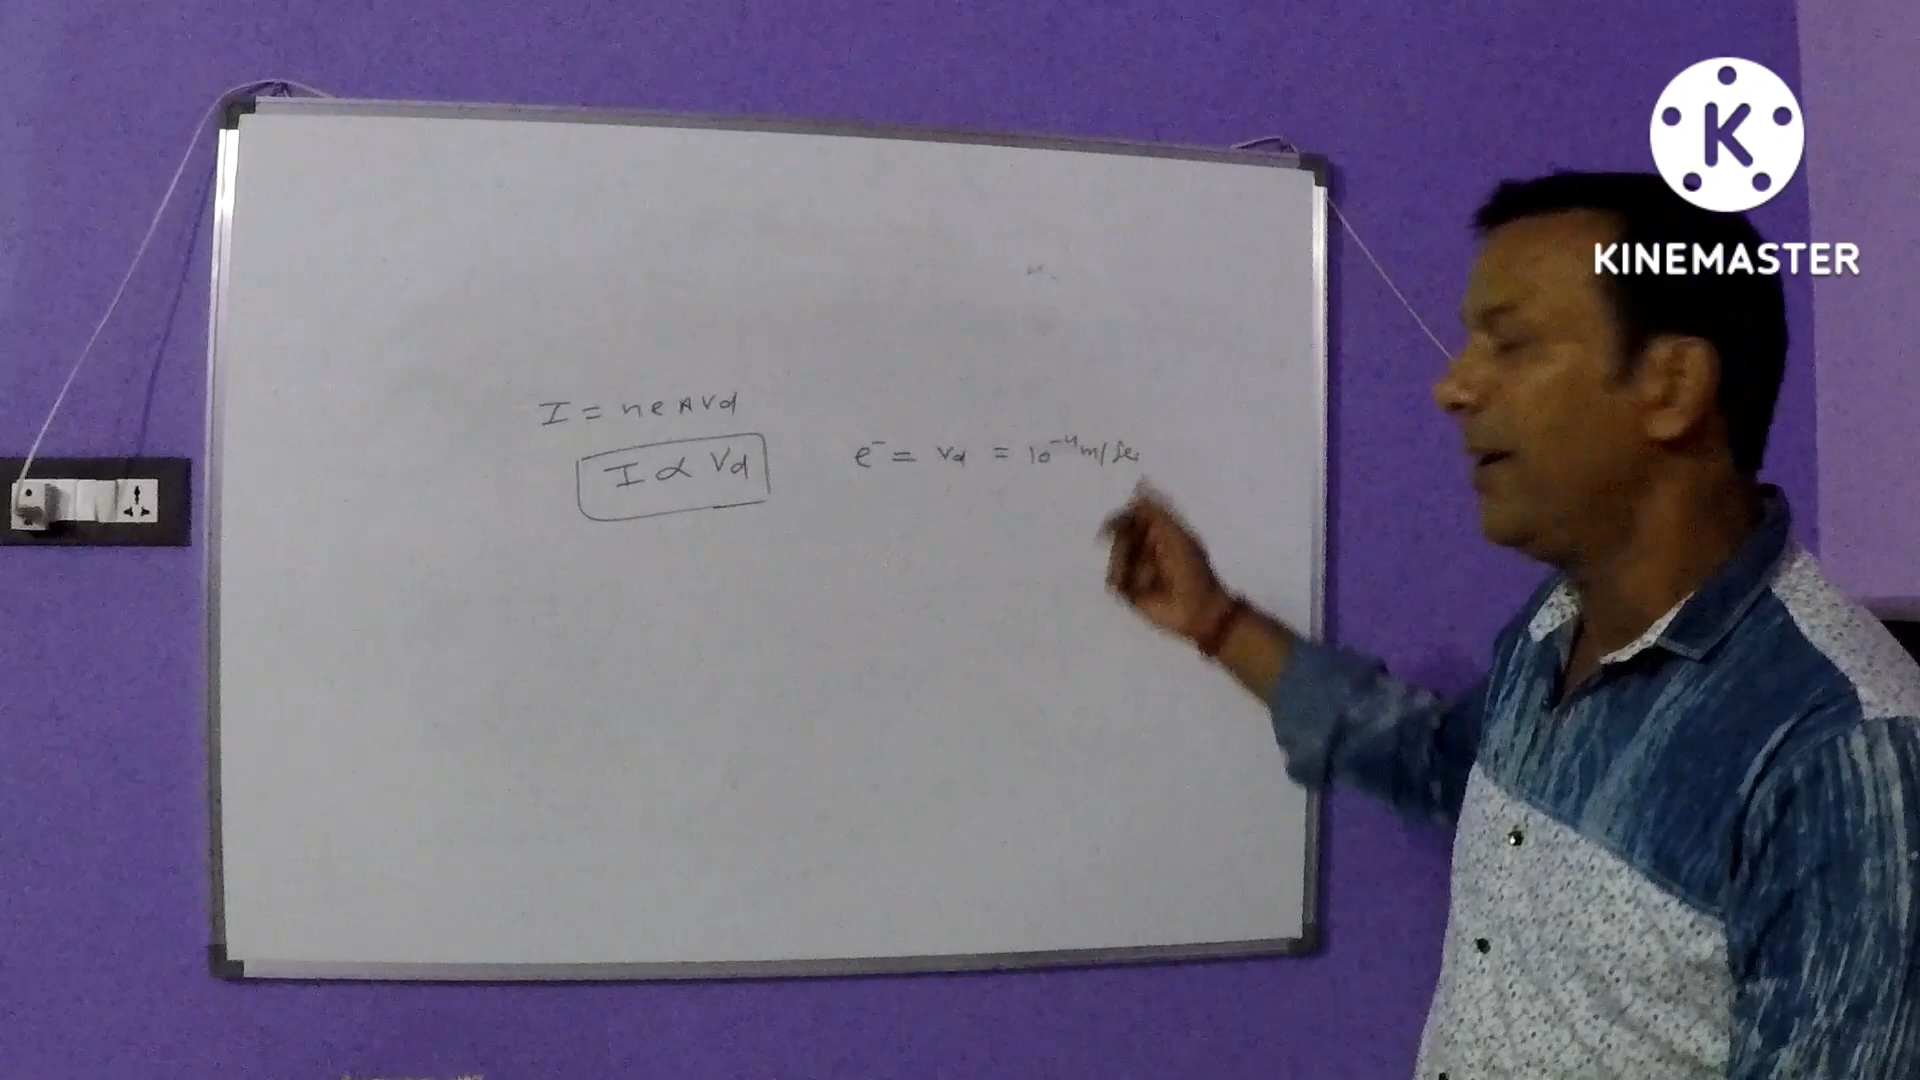 I = neAVd
I ∝ Vd
e⁻ = Vd = 10⁻⁴ m/Sec
K
KINEMASTER